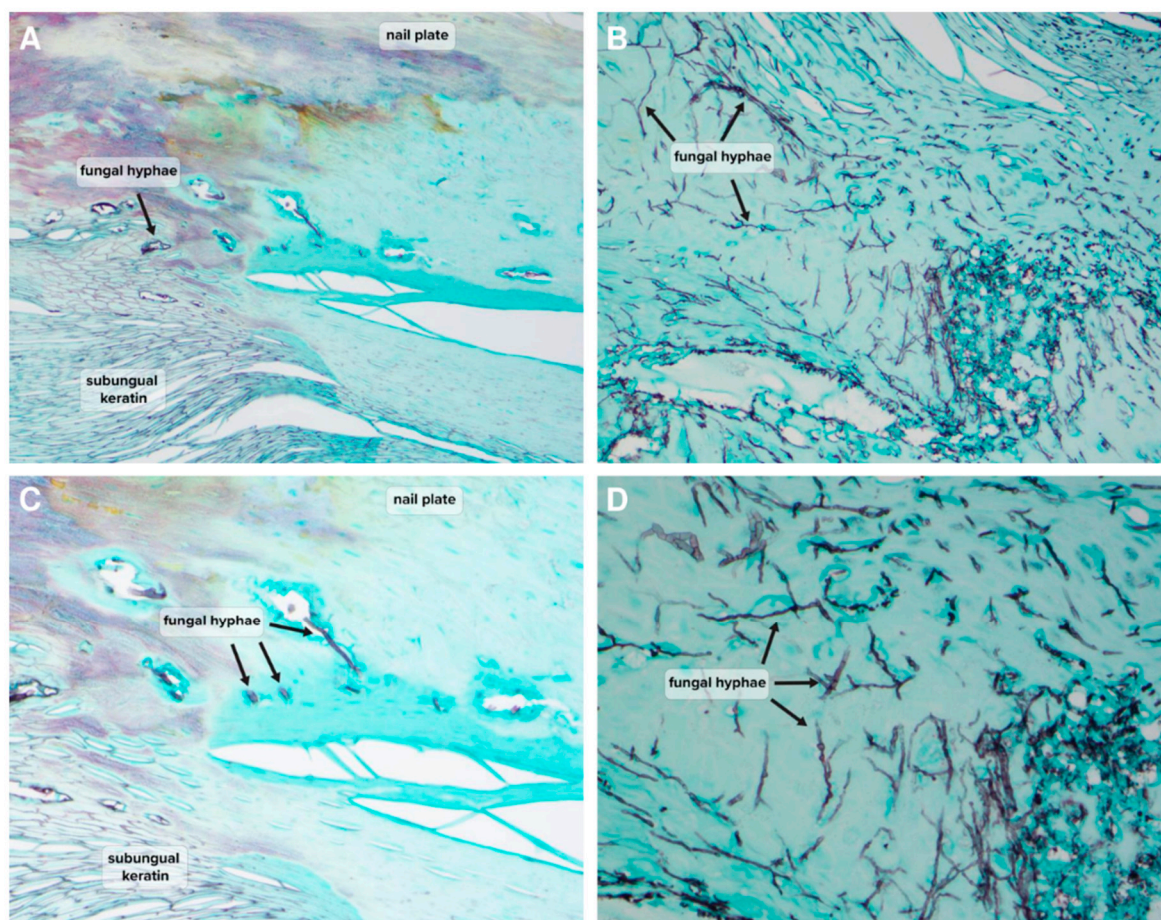 A
nail plate
fungal hyphae
subungual
keratin
B
fungal hyphae
C
nail plate
fungal hyphae
subungual
keratin
D
fungal hyphae